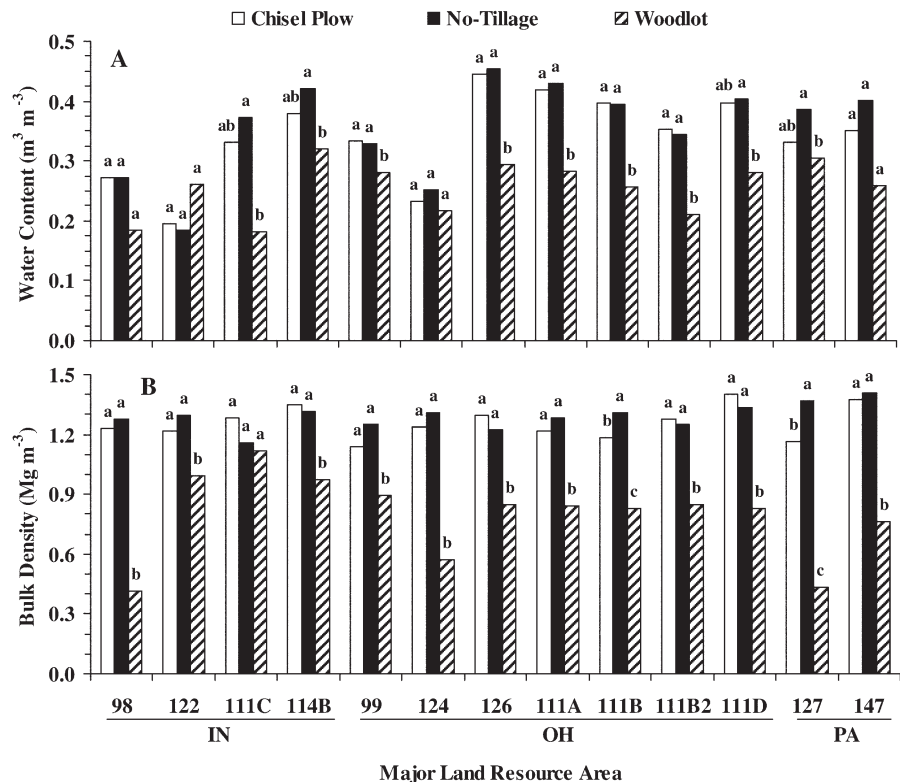 Chisel Plow No-Tillage Woodlot
A
Water Content (m³ m⁻³)
0.5
0.4
0.3
0.2
0.1
0.0
a a a
a a a
ab a b
ab a b
a a b
a a a
a a b
a a b
a a b
a a b
ab a b
ab a b
a a a
B
Bulk Density (Mg m⁻³)
1.5
1.2
0.9
0.6
0.3
0.0
a a b
a a b
a a a
a a b
a a b
a a b
a a b
a a b
b a c
a a b
a a b
b a c
a a b
98 122 111C 114B 99 124 126 111A 111B 111B2 111D 127 147
IN OH PA
Major Land Resource Area